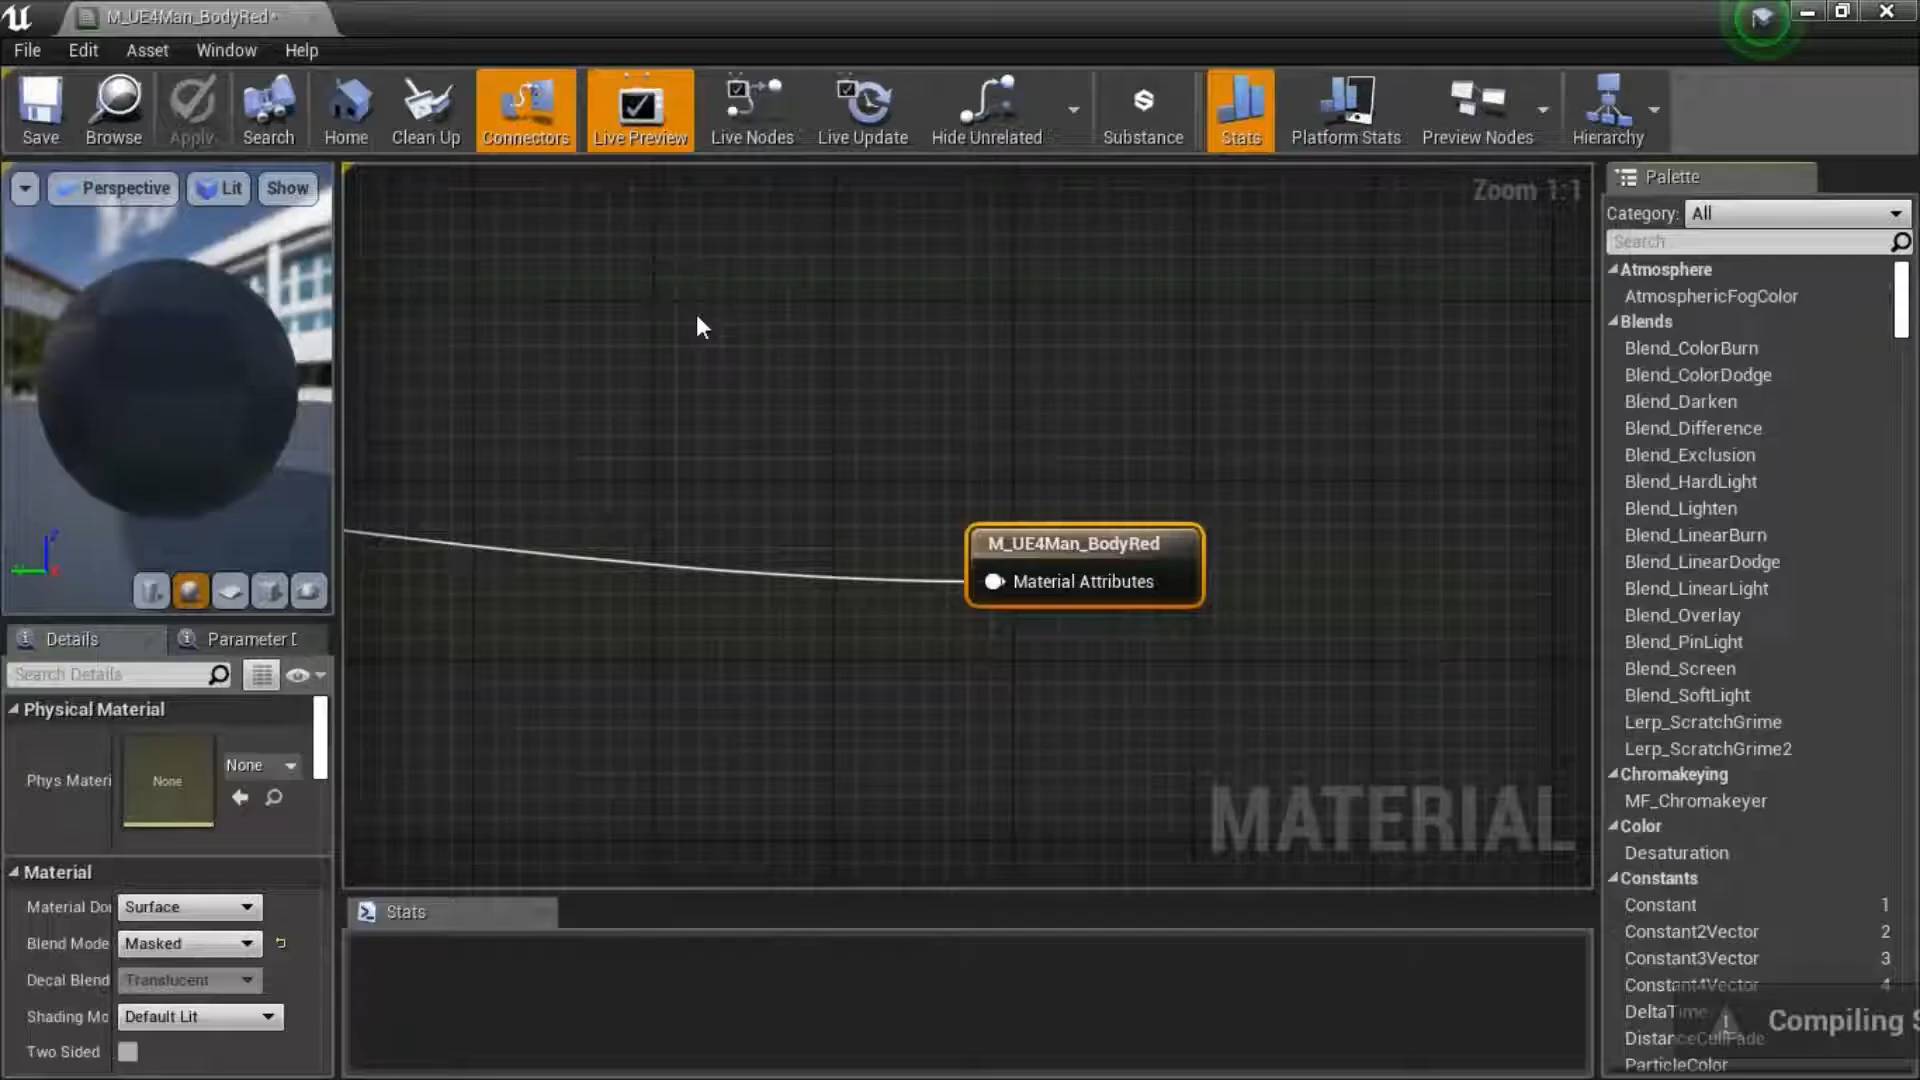 M_UE4Man_BodyRed*
File Edit Asset Window Help
Save Browse Apply Search Home Clean Up Connectors Live Preview Live Nodes Live Update Hide Unrelated Substance Stats Platform Stats Preview Nodes Hierarchy
Perspective Lit Show
Zoom 1:1
M_UE4Man_BodyRed
Material Attributes
MATERIAL
Details
Parameter D
Search Details
Physical Material
Phys Materi
None
None
Material
Material Do
Surface
Blend Mode
Masked
Decal Blend
Translucent
Shading Mo
Default Lit
Two Sided
Stats
Palette
Category: All
Search
Atmosphere
AtmosphericFogColor
Blends
Blend_ColorBurn
Blend_ColorDodge
Blend_Darken
Blend_Difference
Blend_Exclusion
Blend_HardLight
Blend_Lighten
Blend_LinearBurn
Blend_LinearDodge
Blend_LinearLight
Blend_Overlay
Blend_PinLight
Blend_Screen
Blend_SoftLight
Lerp_ScratchGrime
Lerp_ScratchGrime2
Chromakeying
MF_Chromakeyer
Color
Desaturation
Constants
Constant 1
Constant2Vector 2
Constant3Vector 3
Constant4Vector 4
DeltaTime
DistanceCullFade
ParticleColor
Compiling S